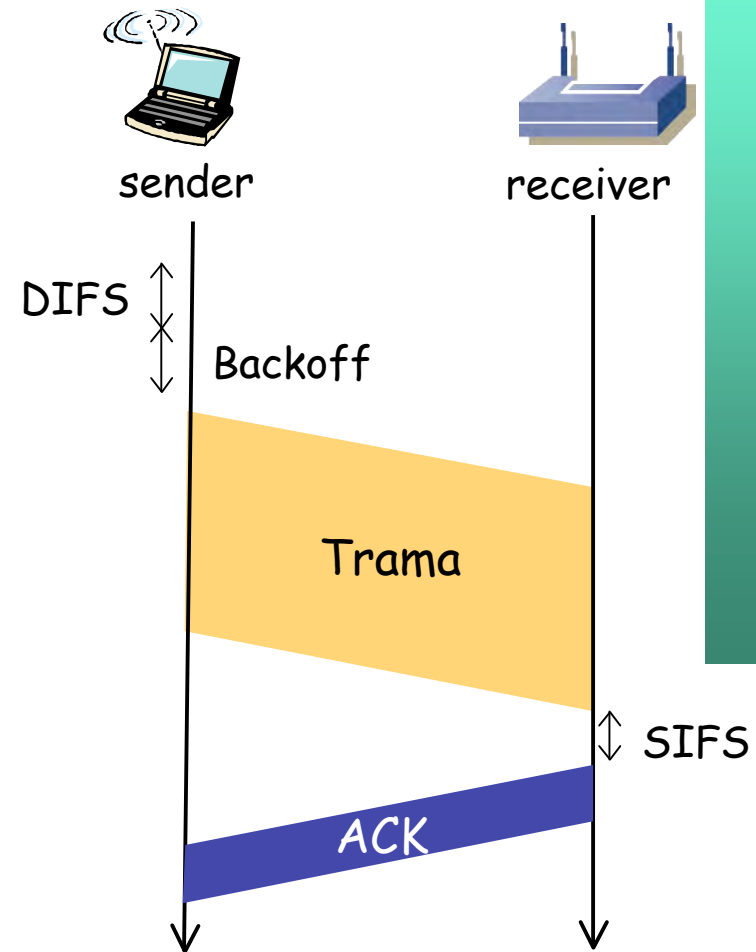 sender
receiver
DIFS
Backoff
Trama
SIFS
ACK